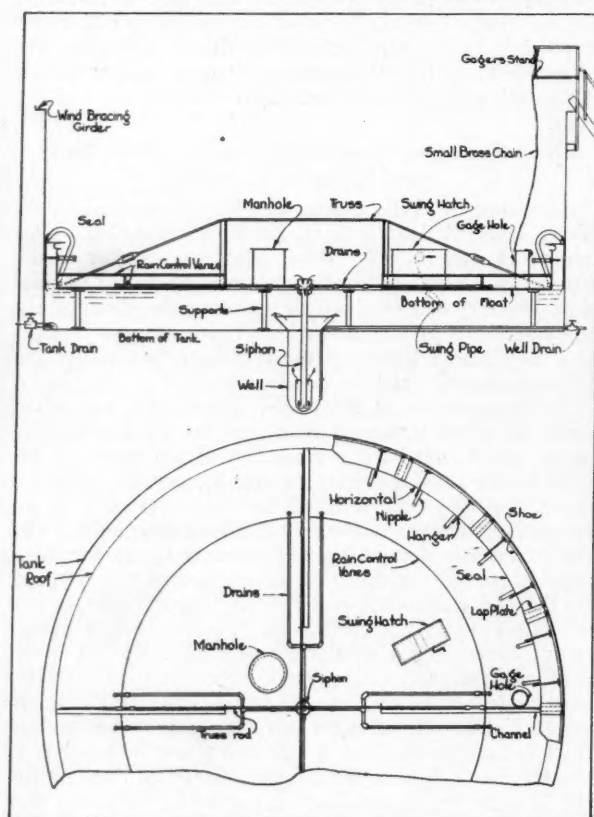 Gagers Stand
Wind Bracing
Girder
Small Brass Chain
Manhole
Truss
Swing Hatch
Seal
Gage Hole
Rain Control Vanes
Drains
Bottom of Float
Supports
Tank Drain
Bottom of Tank
Siphon
Swing Pipe
Well Drain
Well
Horizontal
Nipple
Hanger
Shoe
Tank
Roof
Rain Control
Vanes
Seal
Drains
Lap Plate
Swing Hatch
Manhole
Gage
Hole
Siphon
Truss rod
Channel